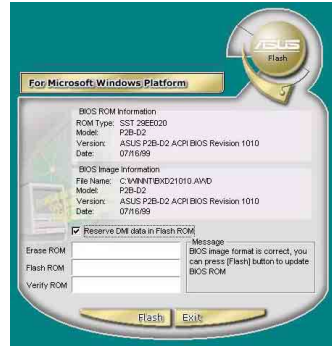 ASUS
Flash
For Microsoft Windows Platform
BIOS ROM Information
ROM Type: SST 29EE020
Model: P2B-D2
Version: ASUS P2B-D2 ACPI BIOS Revision 1010
Date: 07/16/99
BIOS Image Information
File Name: C:\WINNT\BXD21010.AWD
Model: P2B-D2
Version: ASUS P2B-D2 ACPI BIOS Revision 1010
Date: 07/16/99
Reserve DMI data in Flash ROM
Erase ROM
Flash ROM
Verify ROM
Message
BIOS image format is correct, you
can press [Flash] button to update
BIOS ROM
Flash
Exit